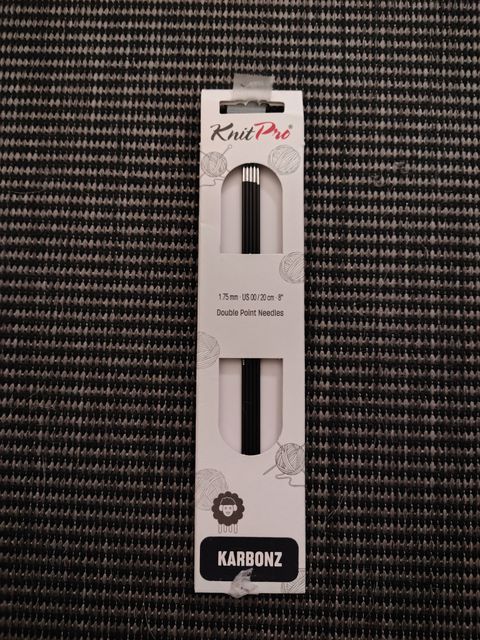 KnitPro®
1.75 mm · US 00 / 20 cm · 8"
Double Point Needles
KARBONZ